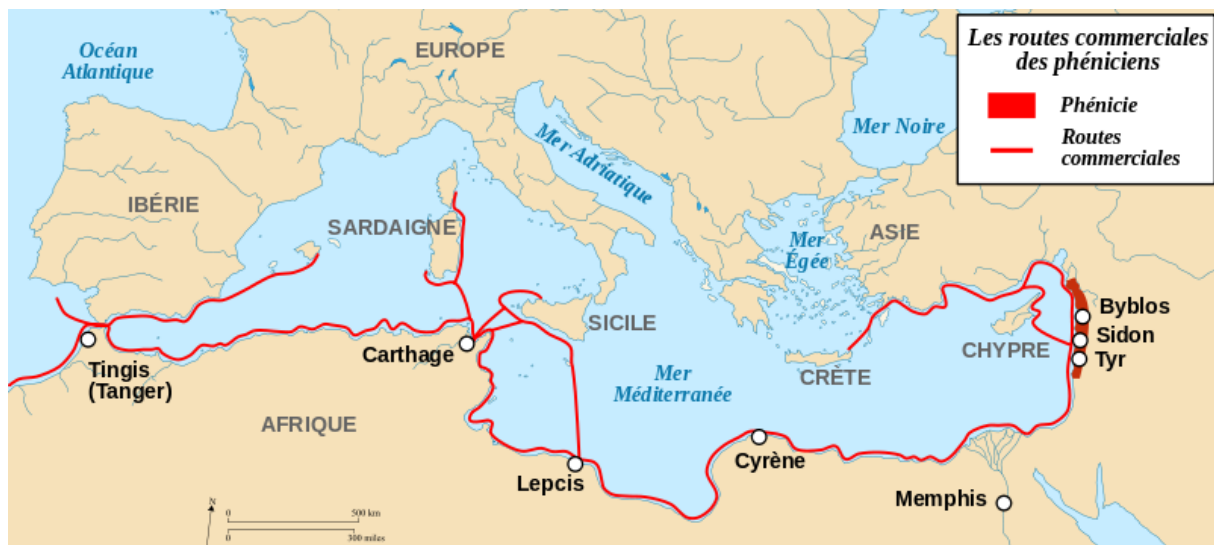 Les routes commerciales
des phéniciens
Phénicie
Routes
commerciales
Océan
Atlantique
EUROPE
Mer Noire
Mer Adriatique
IBÉRIE
SARDAIGNE
ASIE
Mer
Égée
Byblos
SICILE
Sidon
CHYPRE
Carthage
Tyr
Tingis
(Tanger)
CRÈTE
Mer
Méditerranée
AFRIQUE
Cyrène
Lepcis
Memphis
N
0
500 km
0
300 miles